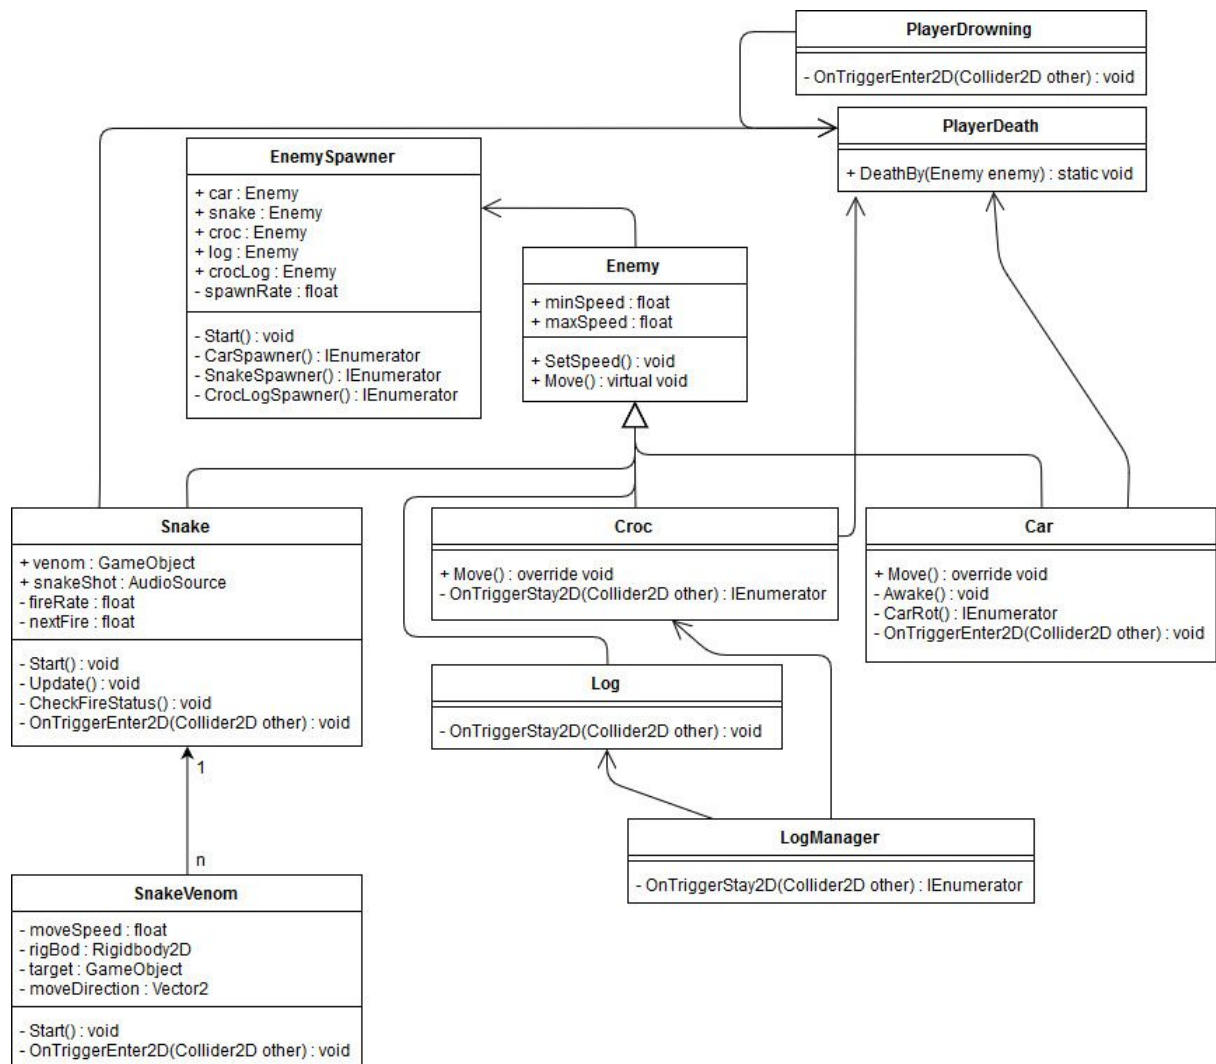 PlayerDrowning
- OnTriggerEnter2D(Collider2D other) : void
PlayerDeath
+ DeathBy(Enemy enemy) : static void
EnemySpawner
+ car : Enemy
+ snake : Enemy
+ croc : Enemy
+ log : Enemy
+ crocLog : Enemy
- spawnRate : float
- Start() : void
- CarSpawner() : IEnumerator
- SnakeSpawner() : IEnumerator
- CrocLogSpawner() : IEnumerator
Enemy
+ minSpeed : float
+ maxSpeed : float
+ SetSpeed() : void
+ Move() : virtual void
Snake
+ venom : GameObject
+ snakeShot : AudioSource
- fireRate : float
- nextFire : float
- Start() : void
- Update() : void
- CheckFireStatus() : void
- OnTriggerEnter2D(Collider2D other) : void
Croc
+ Move() : override void
- OnTriggerStay2D(Collider2D other) : IEnumerator
Car
+ Move() : override void
- Awake() : void
- CarRot() : IEnumerator
- OnTriggerEnter2D(Collider2D other) : void
Log
- OnTriggerStay2D(Collider2D other) : void
1
n
LogManager
- OnTriggerStay2D(Collider2D other) : IEnumerator
SnakeVenom
- moveSpeed : float
- rigBod : Rigidbody2D
- target : GameObject
- moveDirection : Vector2
- Start() : void
- OnTriggerEnter2D(Collider2D other) : void